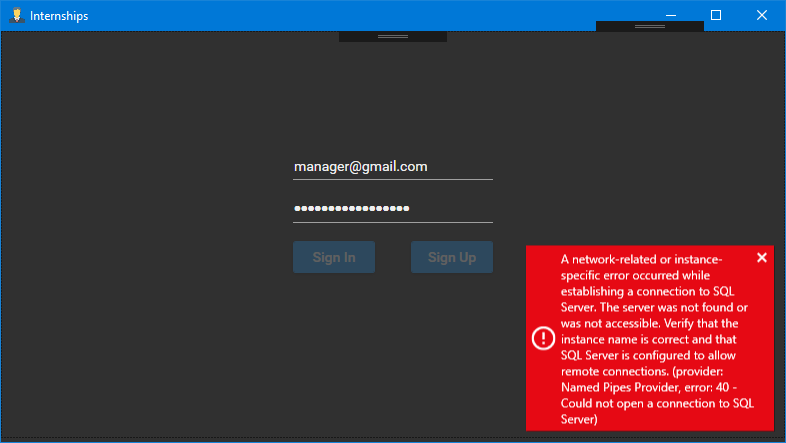 Internships
manager@gmail.com
Sign In
Sign Up
A network-related or instance-
specific error occurred while
establishing a connection to SQL
Server. The server was not found or
was not accessible. Verify that the
instance name is correct and that
SQL Server is configured to allow
remote connections. (provider:
Named Pipes Provider, error: 40 -
Could not open a connection to SQL
Server)